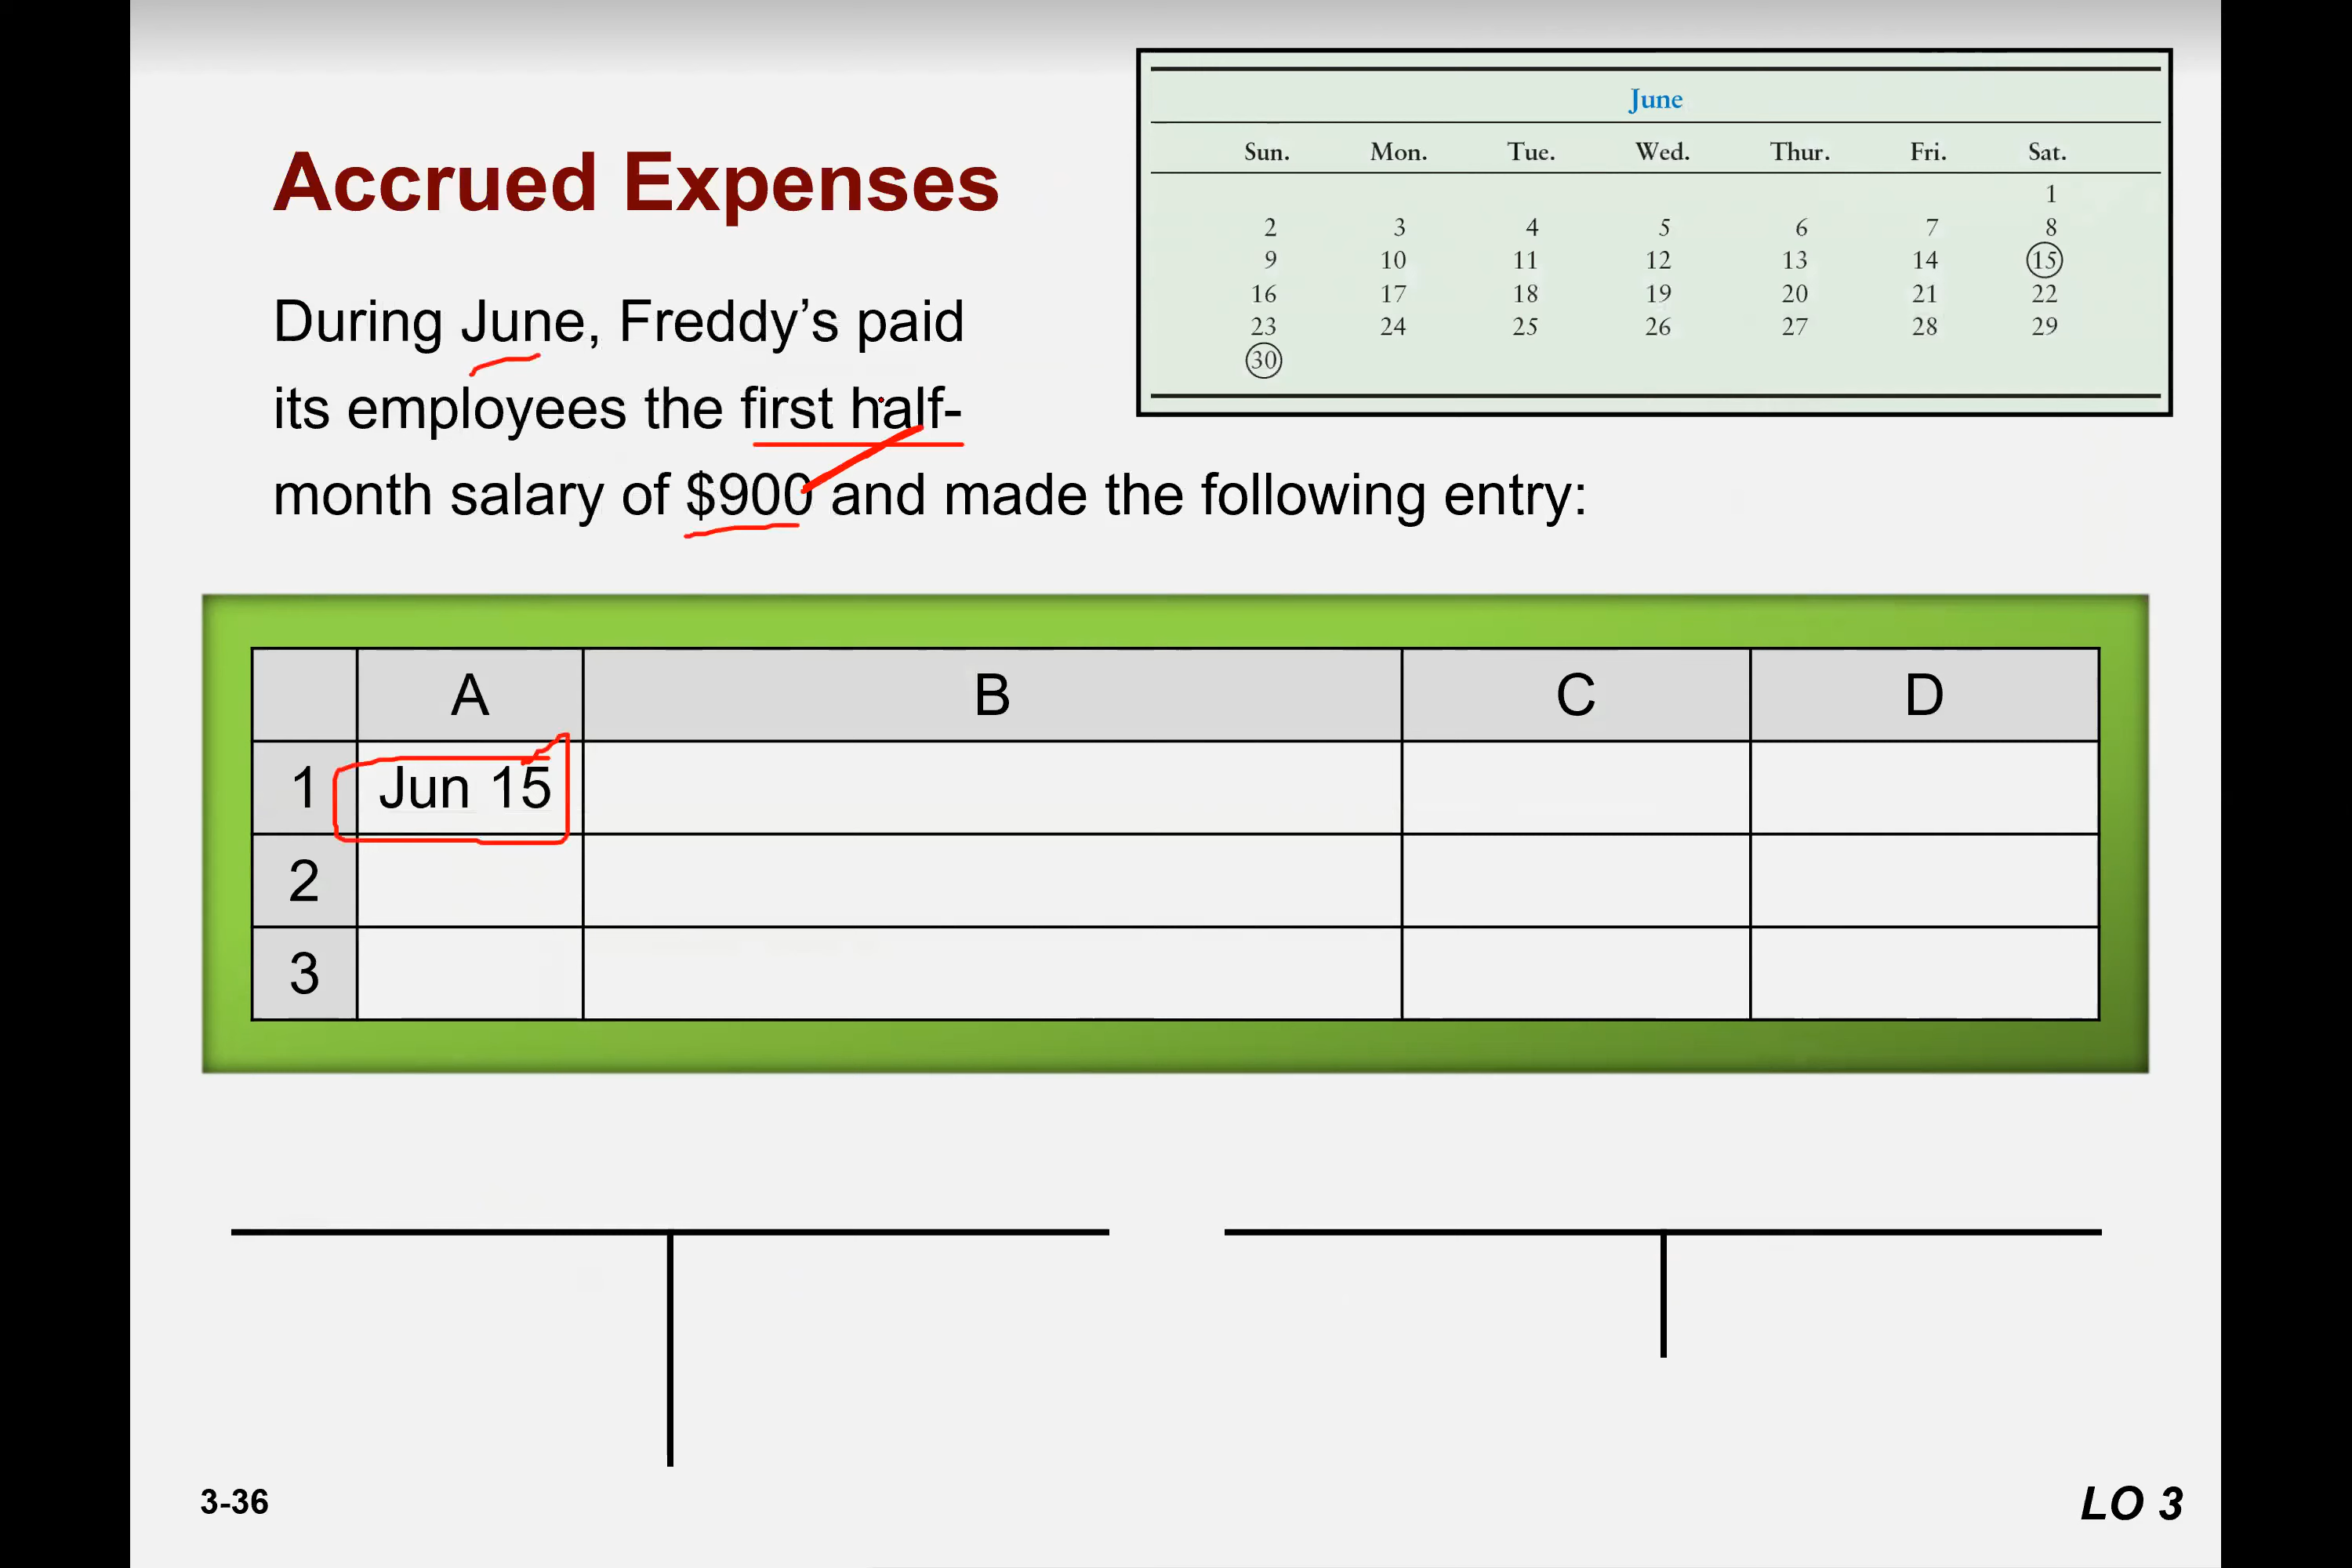 Accrued Expenses
During June, Freddy’s paid
its employees the first half-
month salary of $900 and made the following entry:
June
Sun. Mon. Tue. Wed. Thur. Fri. Sat.
1
2 3 4 5 6 7 8
9 10 11 12 13 14 15
16 17 18 19 20 21 22
23 24 25 26 27 28 29
30
A B C D
1 Jun 15
2
3
3-36
LO 3